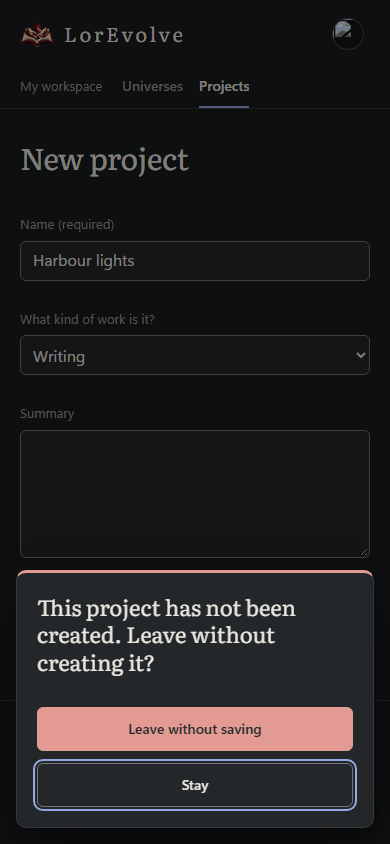 LorEvolve
My workspace Universes Projects
New project
Name (required)
Harbour lights
What kind of work is it?
Writing
Summary
This project has not been
created. Leave without
creating it?
Leave without saving
Stay